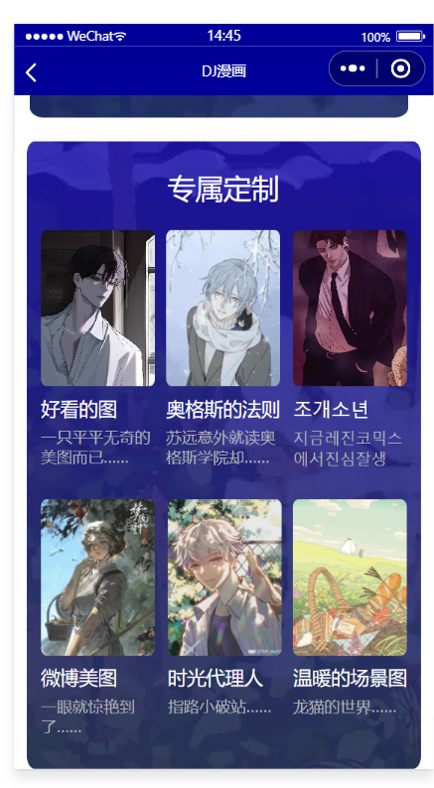 WeChat
14:45
100%
DJ漫画
专属定制
好看的图
奥格斯的法则
조개소년
一只平平无奇的
美图而已......
苏远意外就读奥
格斯学院却......
지금레진코믹스
에서진심잘생
微博美图
时光代理人
温暖的场景图
一眼就惊艳到
了......
指路小破站......
龙猫的世界......